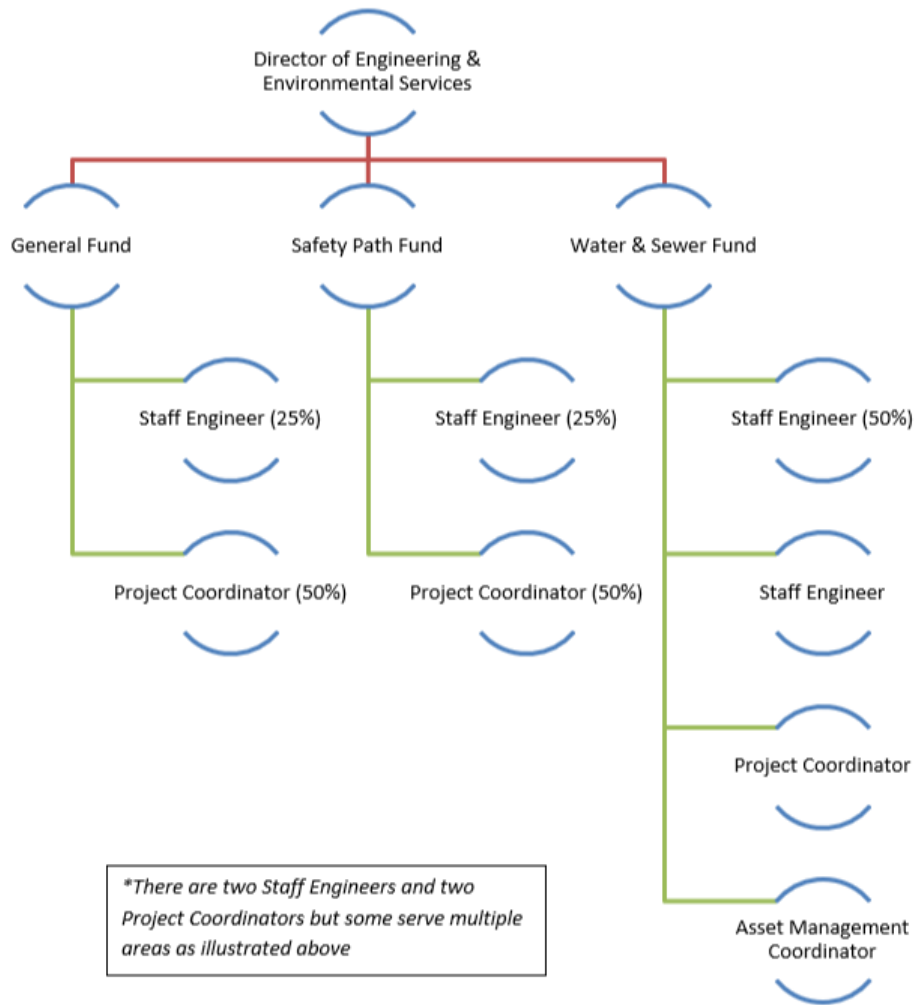 Director of Engineering &
Environmental Services
General Fund
Safety Path Fund
Water & Sewer Fund
Staff Engineer (25%)
Staff Engineer (25%)
Staff Engineer (50%)
Project Coordinator (50%)
Project Coordinator (50%)
Staff Engineer
Project Coordinator
Asset Management
Coordinator
*There are two Staff Engineers and two
Project Coordinators but some serve multiple
areas as illustrated above